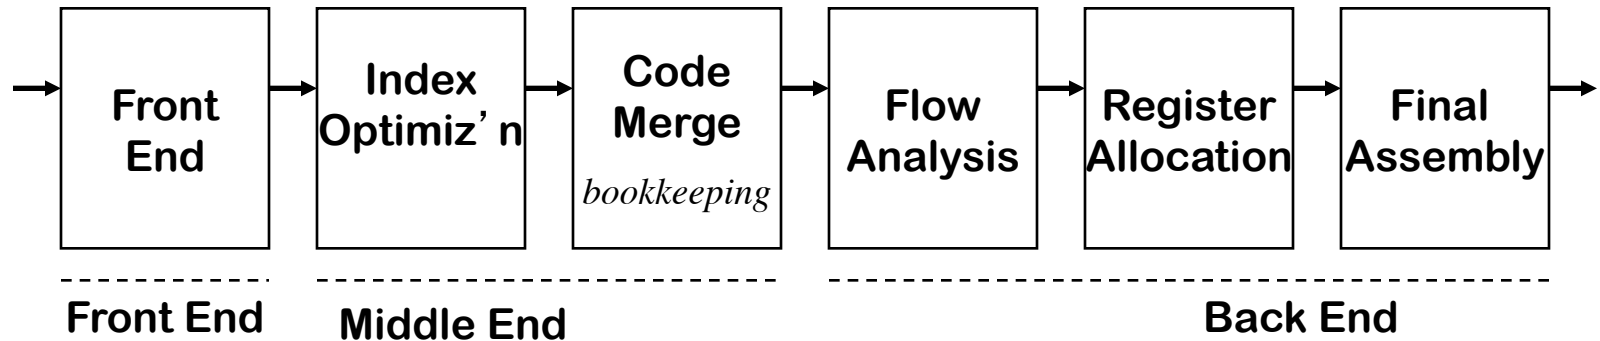 Front
End
Index
Optimiz’ n
Code
Merge
bookkeeping
Flow
Analysis
Register
Allocation
Final
Assembly
Front End
Middle End
Back End